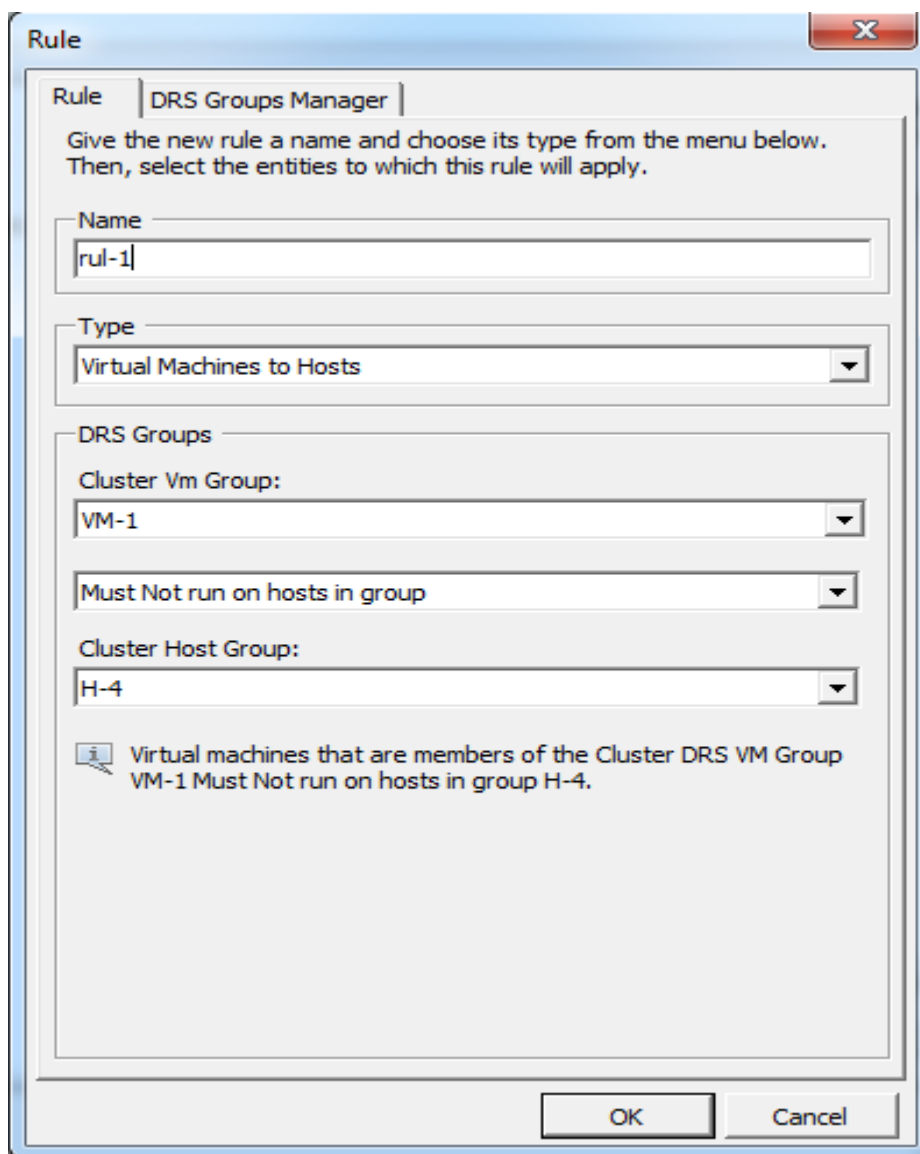 Rule
Rule
DRS Groups Manager
Give the new rule a name and choose its type from the menu below.
Then, select the entities to which this rule will apply.
Name
rul-1
Type
Virtual Machines to Hosts
DRS Groups
Cluster Vm Group:
VM-1
Must Not run on hosts in group
Cluster Host Group:
H-4
Virtual machines that are members of the Cluster DRS VM Group
VM-1 Must Not run on hosts in group H-4.
OK
Cancel